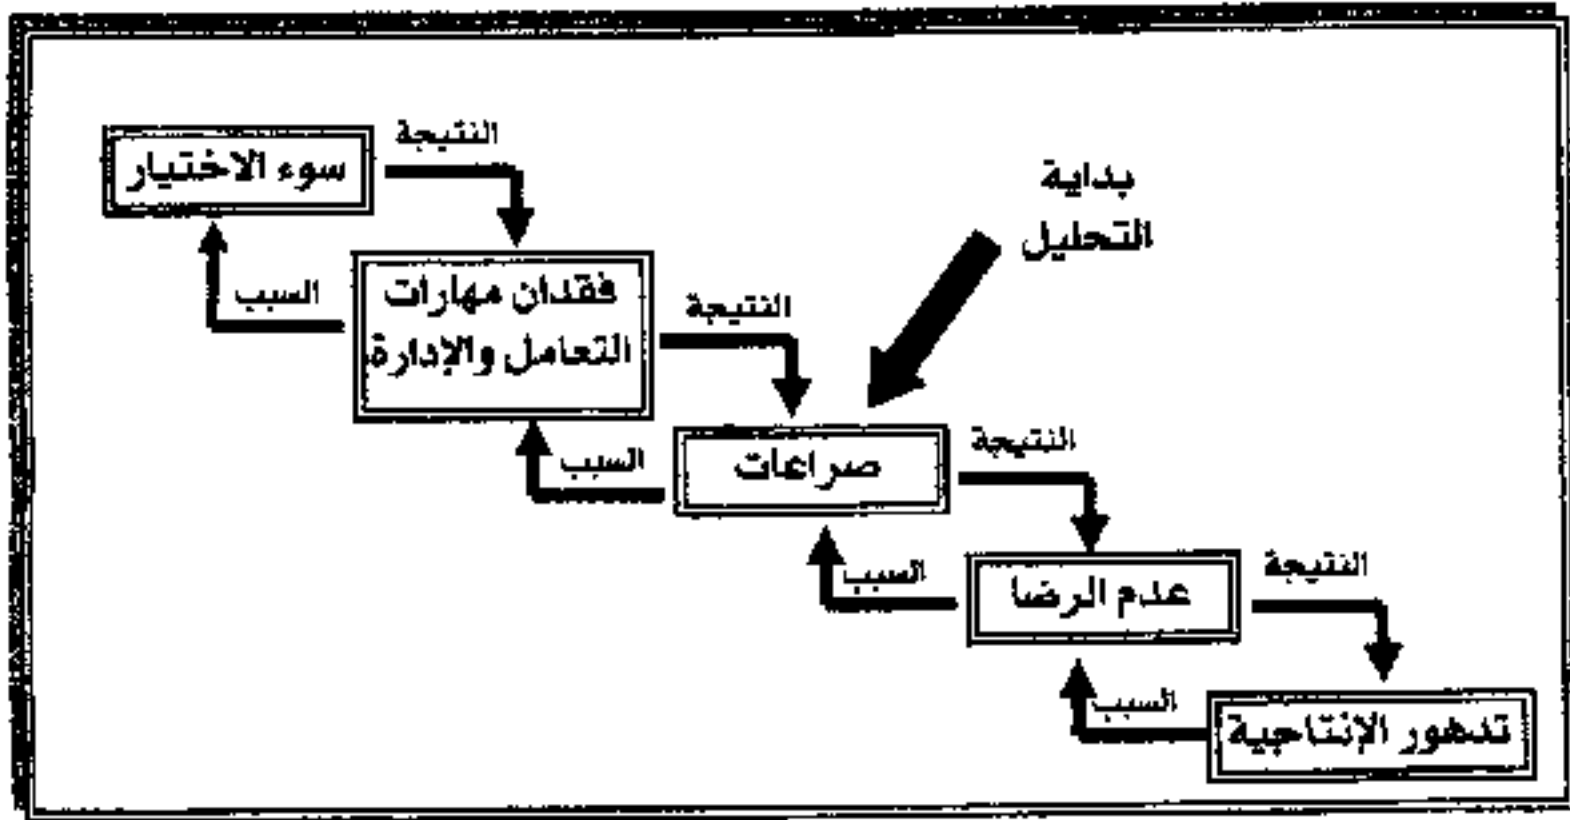 النتيجة
سوء الاختيار
بداية
التحليل
السبب
فقدان مهارات
التعامل والإدارة
النتيجة
النتيجة
السبب
صراعات
النتيجة
السبب
عدم الرضا
السبب
تدهور الإنتاجية